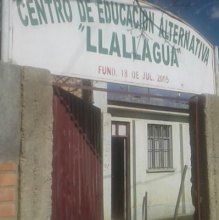 CENTRO DE EDUCACIÓN ALTERNATIVA
"LLALLAGUA"
FUND. 18 DE JUL. 2005